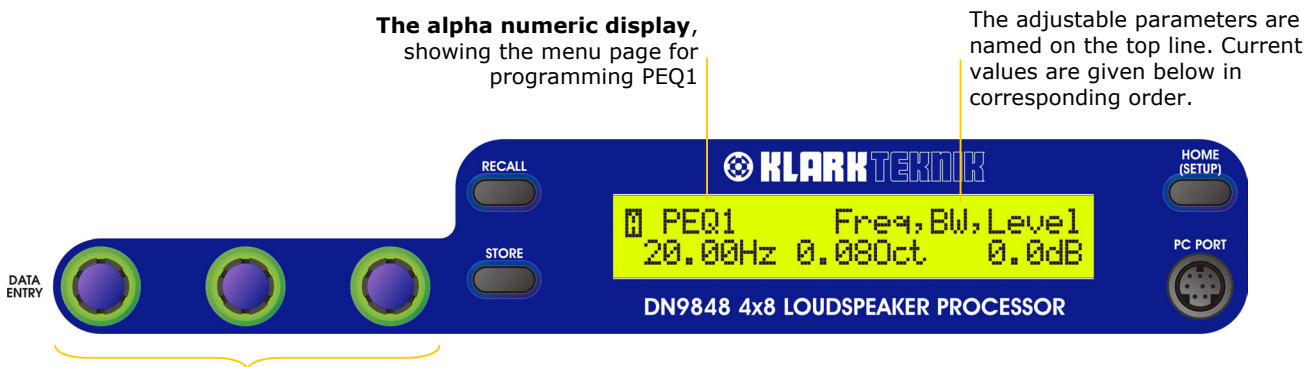 The alpha numeric display,
showing the menu page for
programming PEQ1
The adjustable parameters are
named on the top line. Current
values are given below in
corresponding order.
RECALL
KLARK TEKNIK
HOME
(SETUP)
A PEQ1 Freq,BW,Level
20.00Hz 0.08Oct 0.0dB
STORE
PC PORT
DATA
ENTRY
DN9848 4x8 LOUDSPEAKER PROCESSOR